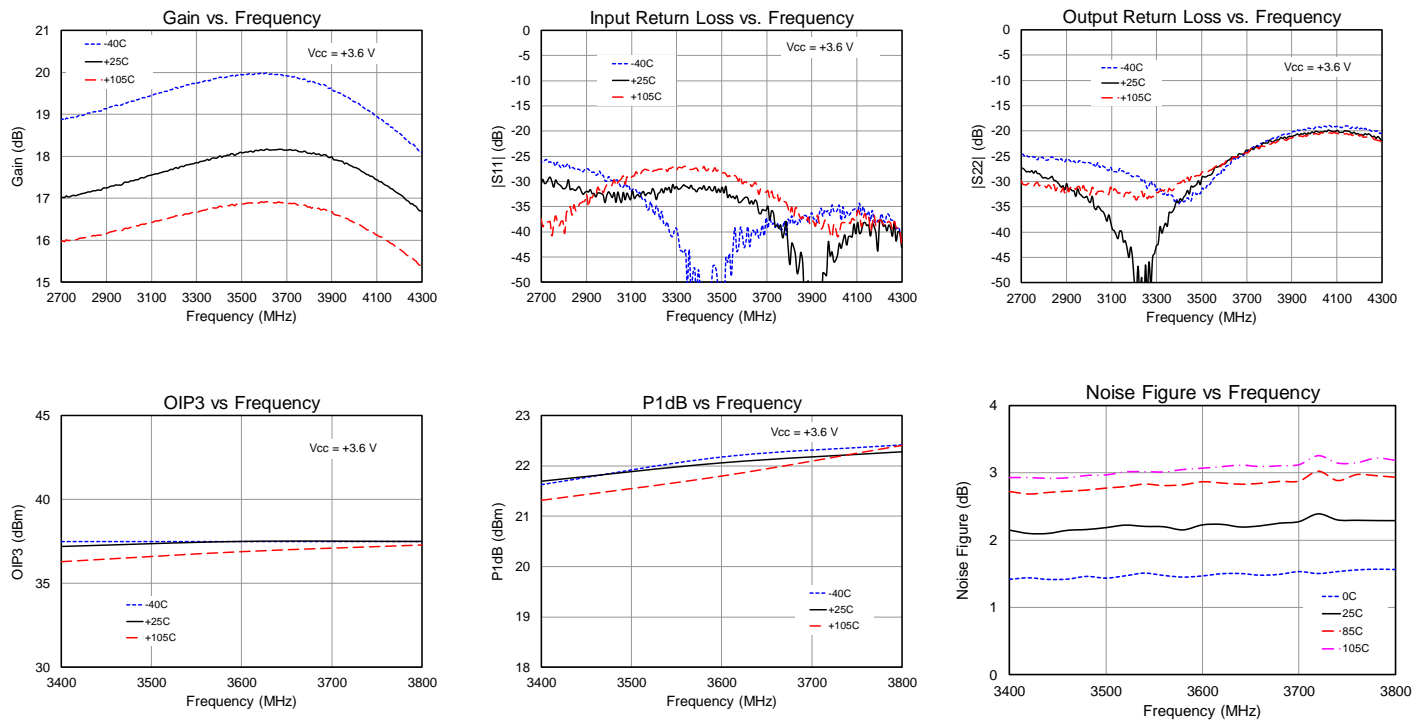 Gain vs. Frequency
21
20
19
18
17
16
15
Gain (dB)
-40C
+25C
+105C
Vcc = +3.6 V
2700 2900 3100 3300 3500 3700 3900 4100 4300
Frequency (MHz)
Input Return Loss vs. Frequency
0
-5
-10
-15
-20
-25
-30
-35
-40
-45
-50
|S11| (dB)
-40C
+25C
+105C
Vcc = +3.6 V
2700 2900 3100 3300 3500 3700 3900 4100 4300
Frequency (MHz)
Output Return Loss vs. Frequency
0
-5
-10
-15
-20
-25
-30
-35
-40
-45
-50
|S22| (dB)
-40C
+25C
+105C
Vcc = +3.6 V
2700 2900 3100 3300 3500 3700 3900 4100 4300
Frequency (MHz)
OIP3 vs Frequency
45
40
35
30
OIP3 (dBm)
Vcc = +3.6 V
-40C
+25C
+105C
3400 3500 3600 3700 3800
Frequency (MHz)
P1dB vs Frequency
23
22
21
20
19
18
P1dB (dBm)
Vcc = +3.6 V
-40C
+25C
+105C
3400 3500 3600 3700 3800
Frequency (MHz)
Noise Figure vs Frequency
4
3
2
1
0
Noise Figure (dB)
0C
25C
85C
105C
3400 3500 3600 3700 3800
Frequency (MHz)